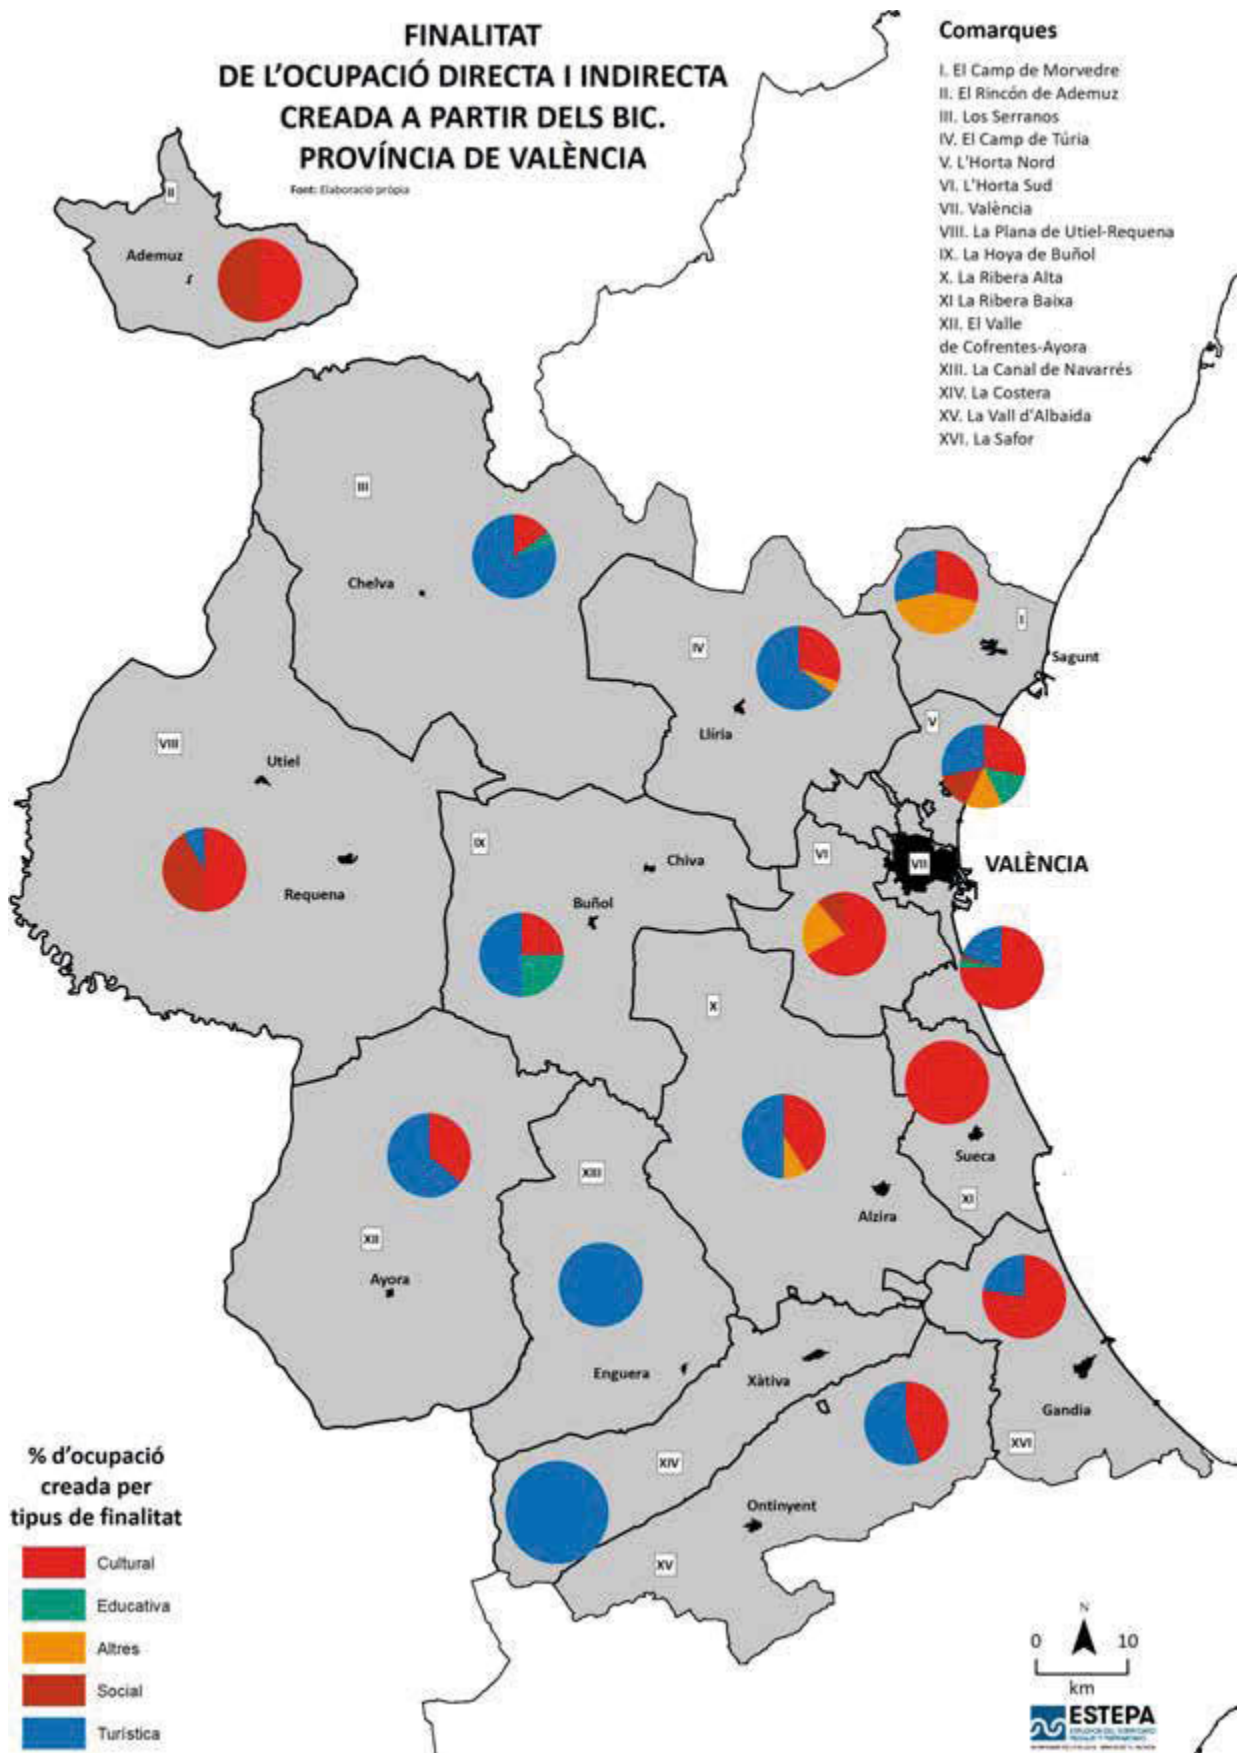 FINALITAT
DE L'OCUPACIÓ DIRECTA I INDIRECTA
CREADA A PARTIR DELS BIC.
PROVÍNCIA DE VALÈNCIA
Font: Elaboració pròpia
Comarques
I. El Camp de Morvedre
II. El Rincón de Ademuz
III. Los Serranos
IV. El Camp de Túria
V. L'Horta Nord
VI. L'Horta Sud
VII. València
VIII. La Plana de Utiel-Requena
IX. La Hoya de Buñol
X. La Ribera Alta
XI La Ribera Baixa
XII. El Valle
de Cofrentes-Ayora
XIII. La Canal de Navarrés
XIV. La Costera
XV. La Vall d'Albaida
XVI. La Safor
II
Ademuz
III
Chelva
I
Sagunt
IV
Llíria
V
VIII
Utiel
Requena
IX
Chiva
Buñol
VI
VII
VALÈNCIA
X
Alzira
Sueca
XI
XII
Ayora
XIII
Enguera
Xàtiva
XIV
Gandia
XVI
Ontinyent
XV
% d'ocupació
creada per
tipus de finalitat
Cultural
Educativa
Altres
Social
Turística
N
0 10
km
ESTEPA